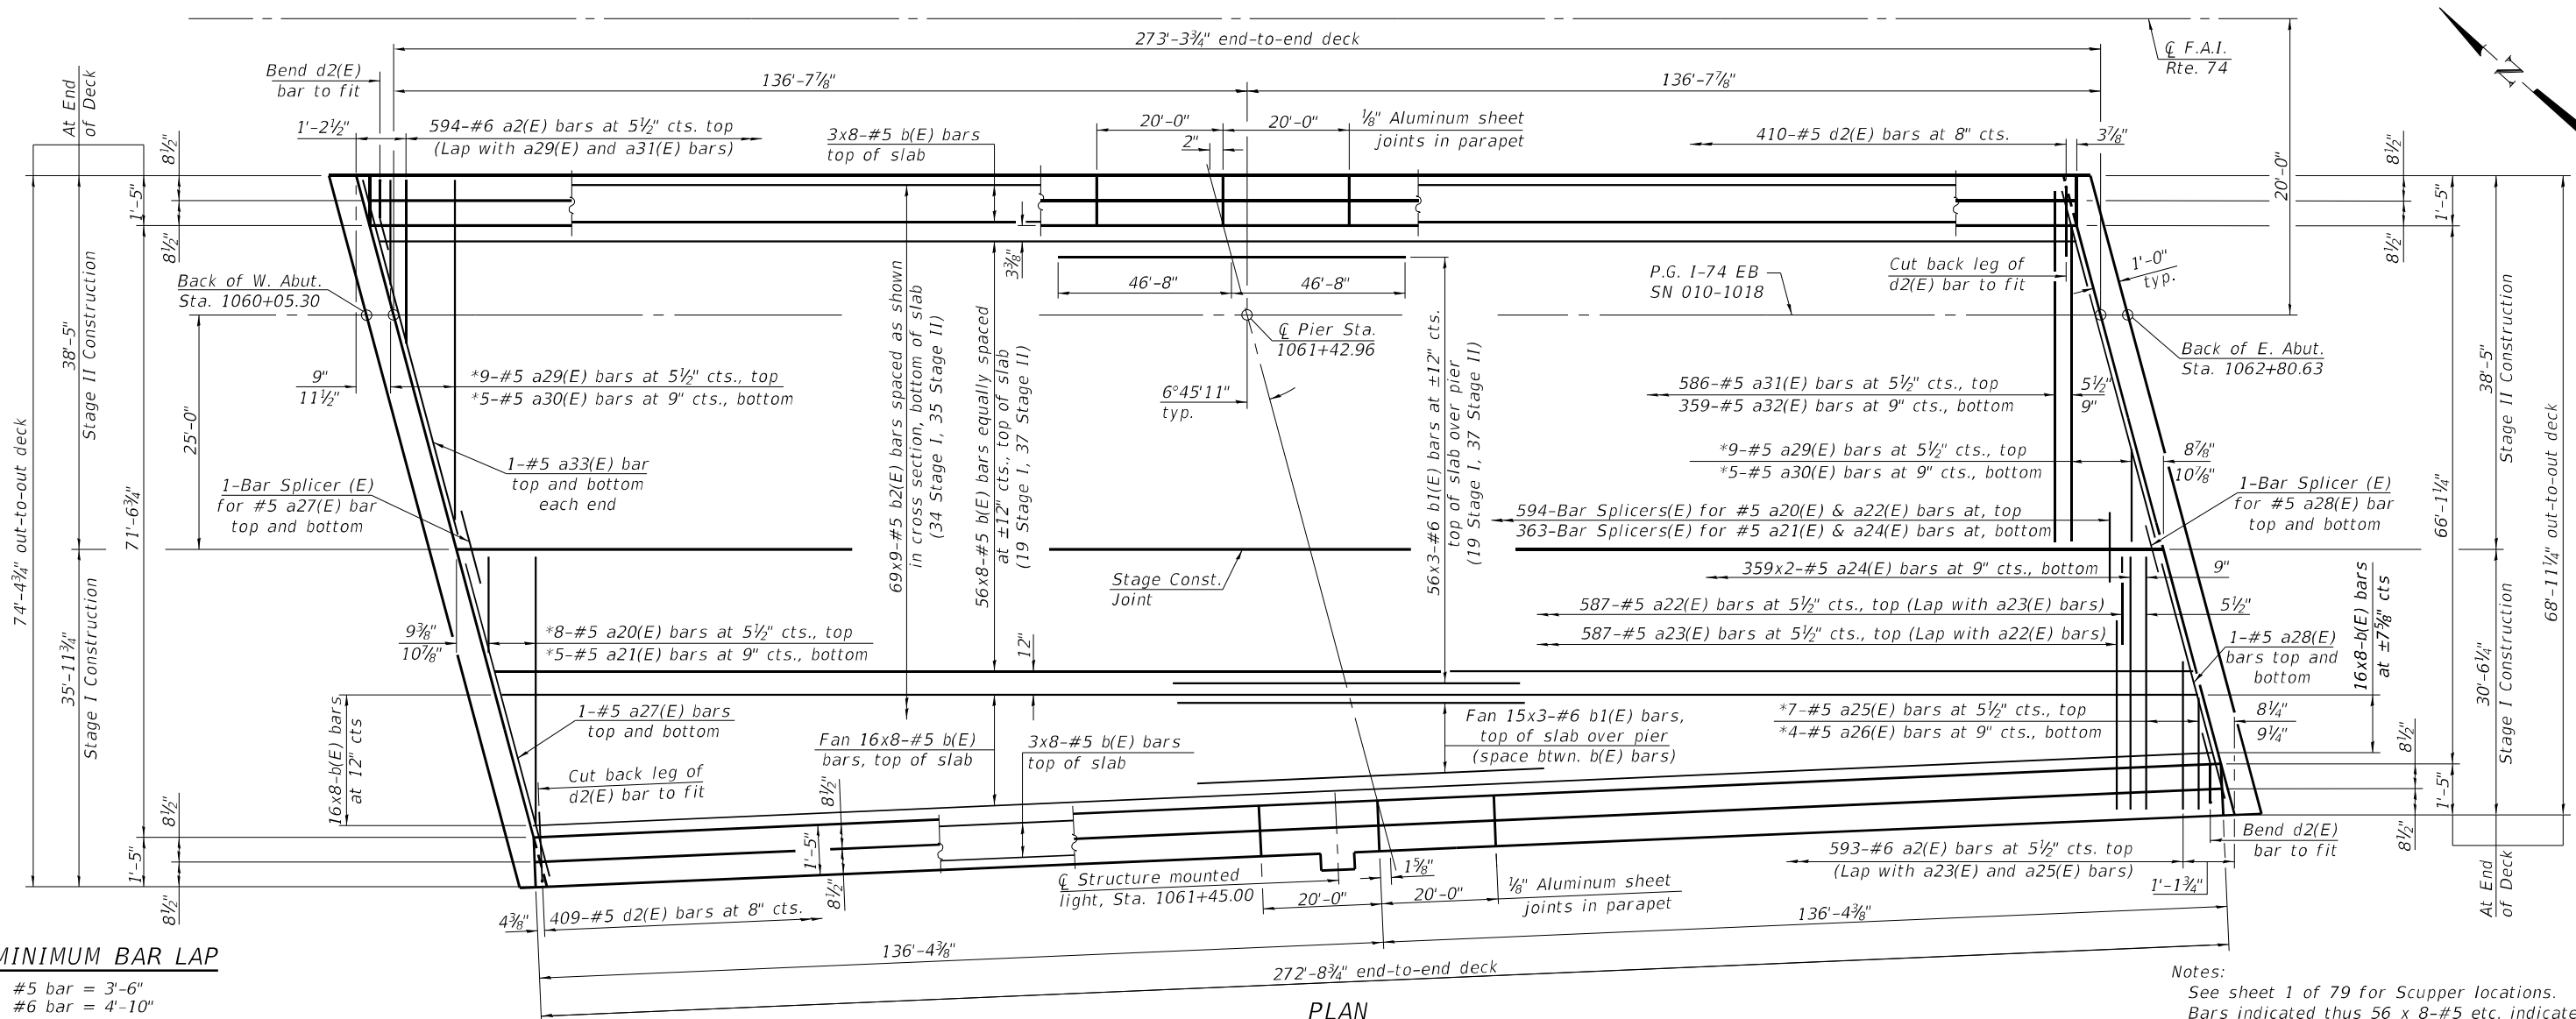 273'-3¾" end-to-end deck
℄ F.A.I.
Rte. 74
N
At End
of Deck
Bend d2(E)
bar to fit
136'-7⅞"
136'-7⅞"
1'-2½"
594-#6 a2(E) bars at 5½" cts. top
(Lap with a29(E) and a31(E) bars)
3x8-#5 b(E) bars
top of slab
20'-0"
20'-0"
2"
⅛" Aluminum sheet
joints in parapet
410-#5 d2(E) bars at 8" cts.
3⅞"
20'-0"
8½"
8½"
1'-5"
8½"
8½"
1'-5"
Back of W. Abut.
Sta. 1060+05.30
38'-5"
Stage II Construction
25'-0"
9"
11½"
*9-#5 a29(E) bars at 5½" cts., top
*5-#5 a30(E) bars at 9" cts., bottom
69x9-#5 b2(E) bars spaced as shown
in cross section, bottom of slab
(34 Stage I, 35 Stage II)
56x8-#5 b(E) bars equally spaced
at ±12" cts., top of slab
(19 Stage I, 37 Stage II)
3⅜"
46'-8"
46'-8"
℄ Pier Sta.
1061+42.96
6°45'11"
typ.
56x3-#6 b1(E) bars at ±12" cts.
top of slab over pier
(19 Stage I, 37 Stage II)
P.G. I-74 EB
SN 010-1018
Cut back leg of
d2(E) bar to fit
1'-0"
typ.
Back of E. Abut.
Sta. 1062+80.63
586-#5 a31(E) bars at 5½" cts., top
359-#5 a32(E) bars at 9" cts., bottom
5½"
9"
38'-5"
Stage II Construction
*9-#5 a29(E) bars at 5½" cts., top
*5-#5 a30(E) bars at 9" cts., bottom
8⅞"
10⅞"
1-#5 a33(E) bar
top and bottom
each end
1-Bar Splicer (E)
for #5 a27(E) bar
top and bottom
1-Bar Splicer (E)
for #5 a28(E) bar
top and bottom
594-Bar Splicers(E) for #5 a20(E) & a22(E) bars at, top
363-Bar Splicers(E) for #5 a21(E) & a24(E) bars at, bottom
74'-4¾" out-to-out deck
71'-6¾"
66'-1¼"
68'-11¼" out-to-out deck
Stage Const.
Joint
359x2-#5 a24(E) bars at 9" cts., bottom
9"
587-#5 a22(E) bars at 5½" cts., top (Lap with a23(E) bars)
5½"
587-#5 a23(E) bars at 5½" cts., top (Lap with a22(E) bars)
1-#5 a28(E)
bars top and
bottom
16x8-b(E) bars
at ±7⅝" cts
35'-11¾"
Stage I Construction
9⅜"
10⅞"
*8-#5 a20(E) bars at 5½" cts., top
*5-#5 a21(E) bars at 9" cts., bottom
12"
30'-6¼"
Stage I Construction
16x8-b(E) bars
at 12" cts
1-#5 a27(E) bars
top and bottom
Fan 16x8-#5 b(E)
bars, top of slab
3x8-#5 b(E) bars
top of slab
Fan 15x3-#6 b1(E) bars,
top of slab over pier
(space btwn. b(E) bars)
*7-#5 a25(E) bars at 5½" cts., top
*4-#5 a26(E) bars at 9" cts., bottom
8¼"
9¼"
Cut back leg of
d2(E) bar to fit
8½"
1'-5"
8½"
8½"
1'-5"
8½"
8½"
1'-5"
8½"
Bend d2(E)
bar to fit
593-#6 a2(E) bars at 5½" cts. top
(Lap with a23(E) and a25(E) bars)
1'-1¾"
At End
of Deck
℄ Structure mounted
light, Sta. 1061+45.00
1⅝"
20'-0"
20'-0"
⅛" Aluminum sheet
joints in parapet
4⅜"
409-#5 d2(E) bars at 8" cts.
136'-4⅜"
136'-4⅜"
272'-8¾" end-to-end deck
MINIMUM BAR LAP
#5 bar = 3'-6"
#6 bar = 4'-10"
PLAN
Notes:
See sheet 1 of 79 for Scupper locations.
Bars indicated thus 56 x 8-#5 etc. indicate